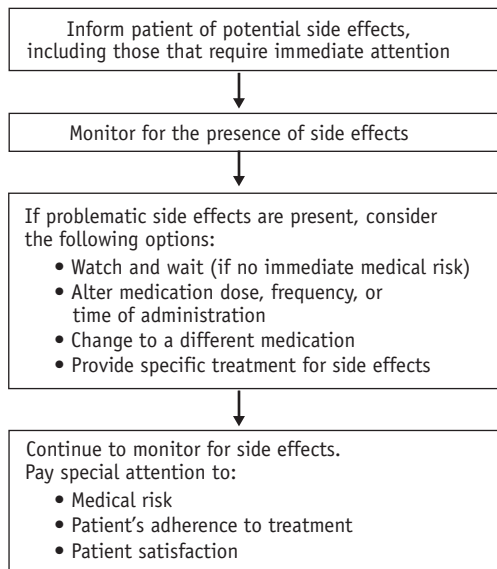 Inform patient of potential side effects,
including those that require immediate attention
Monitor for the presence of side effects
If problematic side effects are present, consider
the following options:
• Watch and wait (if no immediate medical risk)
• Alter medication dose, frequency, or
time of administration
• Change to a different medication
• Provide specific treatment for side effects
Continue to monitor for side effects.
Pay special attention to:
• Medical risk
• Patient’s adherence to treatment
• Patient satisfaction